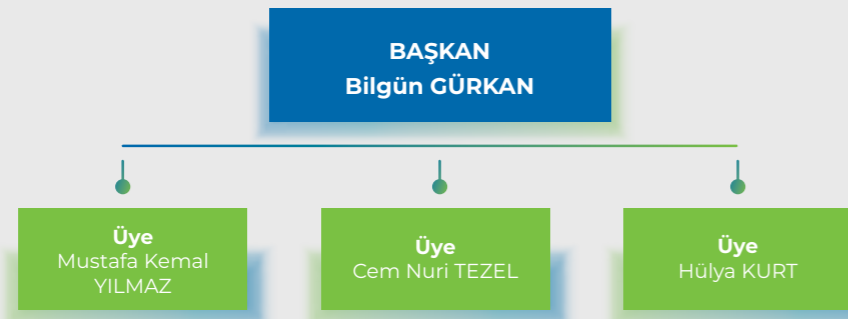 BAŞKAN
Bilgün GÜRKAN
Üye
Mustafa Kemal
YILMAZ
Üye
Cem Nuri TEZEL
Üye
Hülya KURT